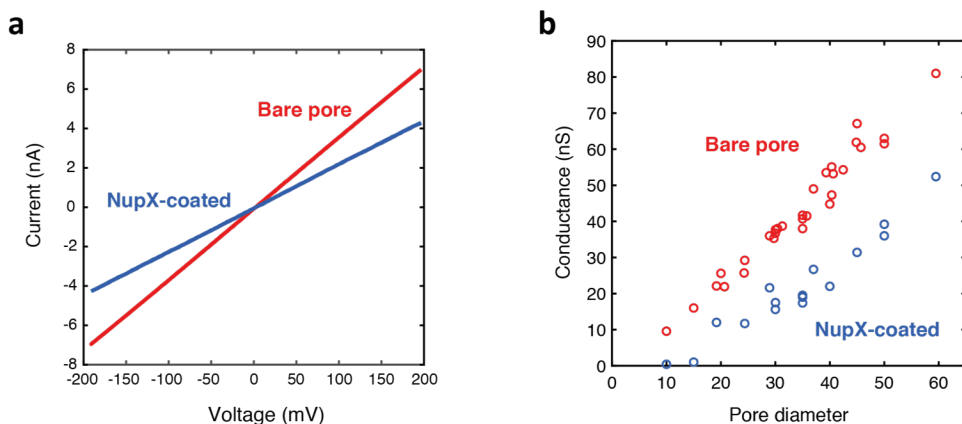 a
8
6
4
2
0
-2
-4
-6
-8
Current (nA)
Bare pore
NupX-coated
-200 -150 -100 -50 0 50 100 150 200
Voltage (mV)
b
90
80
70
60
50
40
30
20
10
0
Conductance (nS)
Bare pore
NupX-coated
0 10 20 30 40 50 60
Pore diameter